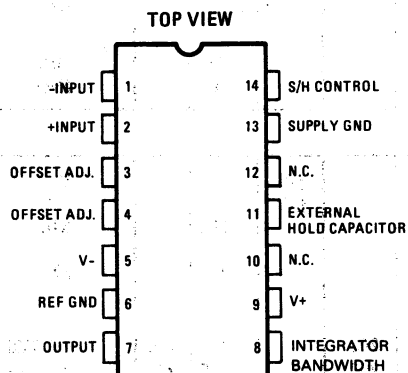 TOP VIEW
-INPUT 1 14 S/H CONTROL
+INPUT 2 13 SUPPLY GND
OFFSET ADJ. 3 12 N.C.
OFFSET ADJ. 4 11 EXTERNAL
HOLD CAPACITOR
V- 5 10 N.C.
REF GND 6 9 V+
OUTPUT 7 8 INTEGRATOR
BANDWIDTH